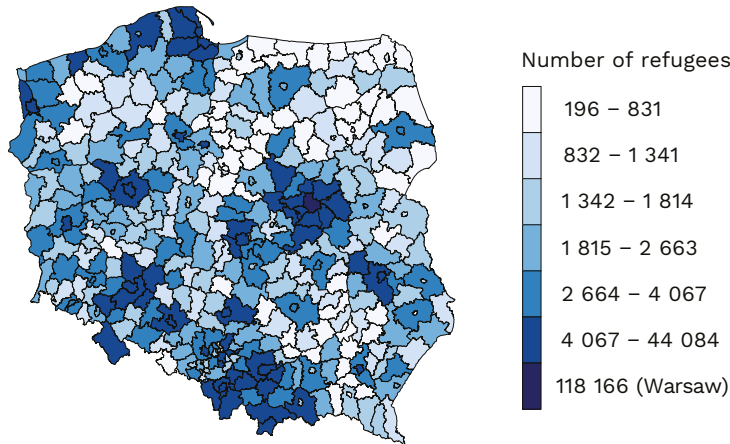 Number of refugees
196 – 831
832 – 1 341
1 342 – 1 814
1 815 – 2 663
2 664 – 4 067
4 067 – 44 084
118 166 (Warsaw)